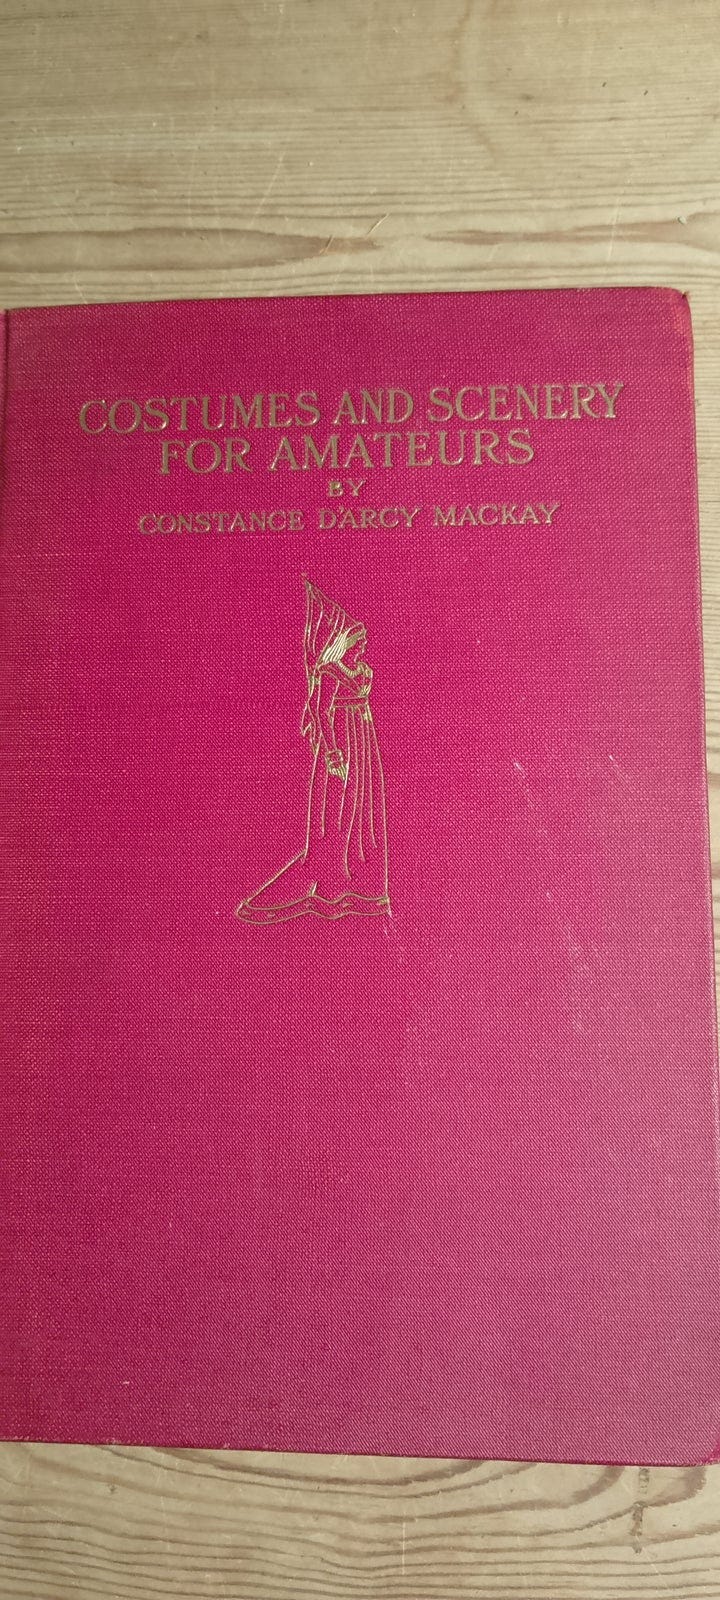 COSTUMES AND SCENERY
FOR AMATEURS
BY
CONSTANCE D'ARCY MACKAY